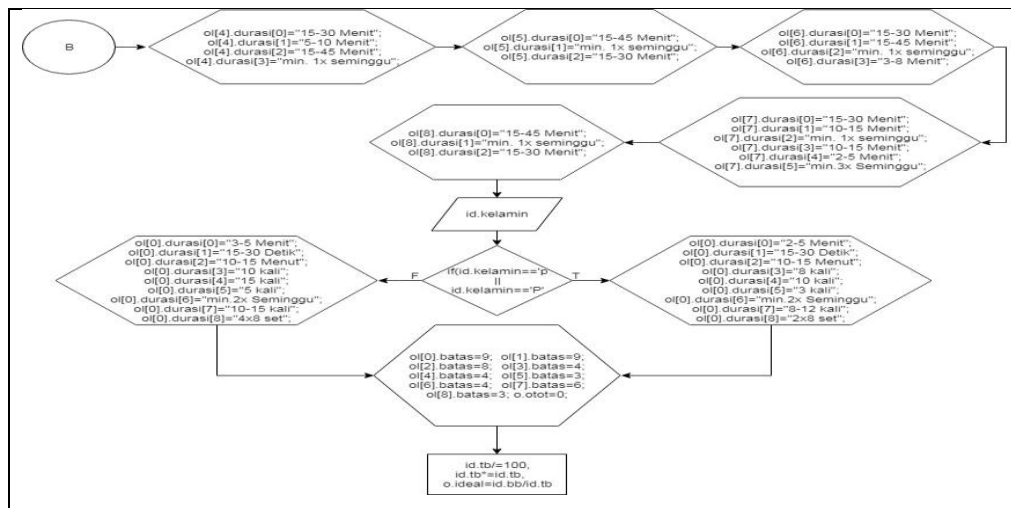 B
ol[4].durasi[0]="15-30 Menit";
ol[4].durasi[1]="5-10 Menit";
ol[4].durasi[2]="15-45 Menit";
ol[4].durasi[3]="min. 1x seminggu";
ol[5].durasi[0]="15-45 Menit";
ol[5].durasi[1]="min. 1x seminggu";
ol[5].durasi[2]="15-30 Menit";
ol[6].durasi[0]="15-30 Menit";
ol[6].durasi[1]="15-45 Menit";
ol[6].durasi[2]="min. 1x seminggu";
ol[6].durasi[3]="3-8 Menit";
ol[7].durasi[0]="15-30 Menit";
ol[7].durasi[1]="10-15 Menit";
ol[7].durasi[2]="min. 1x seminggu";
ol[7].durasi[3]="10-15 Menit";
ol[7].durasi[4]="2-5 Menit";
ol[7].durasi[5]="min.3x Seminggu";
ol[8].durasi[0]="15-45 Menit";
ol[8].durasi[1]="min. 1x seminggu";
ol[8].durasi[2]="15-30 Menit";
id.kelamin
if(id.kelamin=='p
||
id.kelamin=='P')
F
T
ol[0].durasi[0]="3-5 Menit";
ol[0].durasi[1]="15-30 Detik";
ol[0].durasi[2]="10-15 Menut";
ol[0].durasi[3]="10 kali";
ol[0].durasi[4]="15 kali";
ol[0].durasi[5]="5 kali";
ol[0].durasi[6]="min.2x Seminggu";
ol[0].durasi[7]="10-15 kali";
ol[0].durasi[8]="4x8 set";
ol[0].durasi[0]="2-5 Menit";
ol[0].durasi[1]="15-30 Detik";
ol[0].durasi[2]="10-15 Menut";
ol[0].durasi[3]="8 kali";
ol[0].durasi[4]="10 kali";
ol[0].durasi[5]="3 kali";
ol[0].durasi[6]="min.2x Seminggu";
ol[0].durasi[7]="8-12 kali";
ol[0].durasi[8]="2x8 set";
ol[0].batas=9; ol[1].batas=9;
ol[2].batas=8; ol[3].batas=4;
ol[4].batas=4; ol[5].batas=3;
ol[6].batas=4; ol[7].batas=6;
ol[8].batas=3; o.otot=0;
id.tb/=100,
id.tb*=id.tb,
o.ideal=id.bb/id.tb